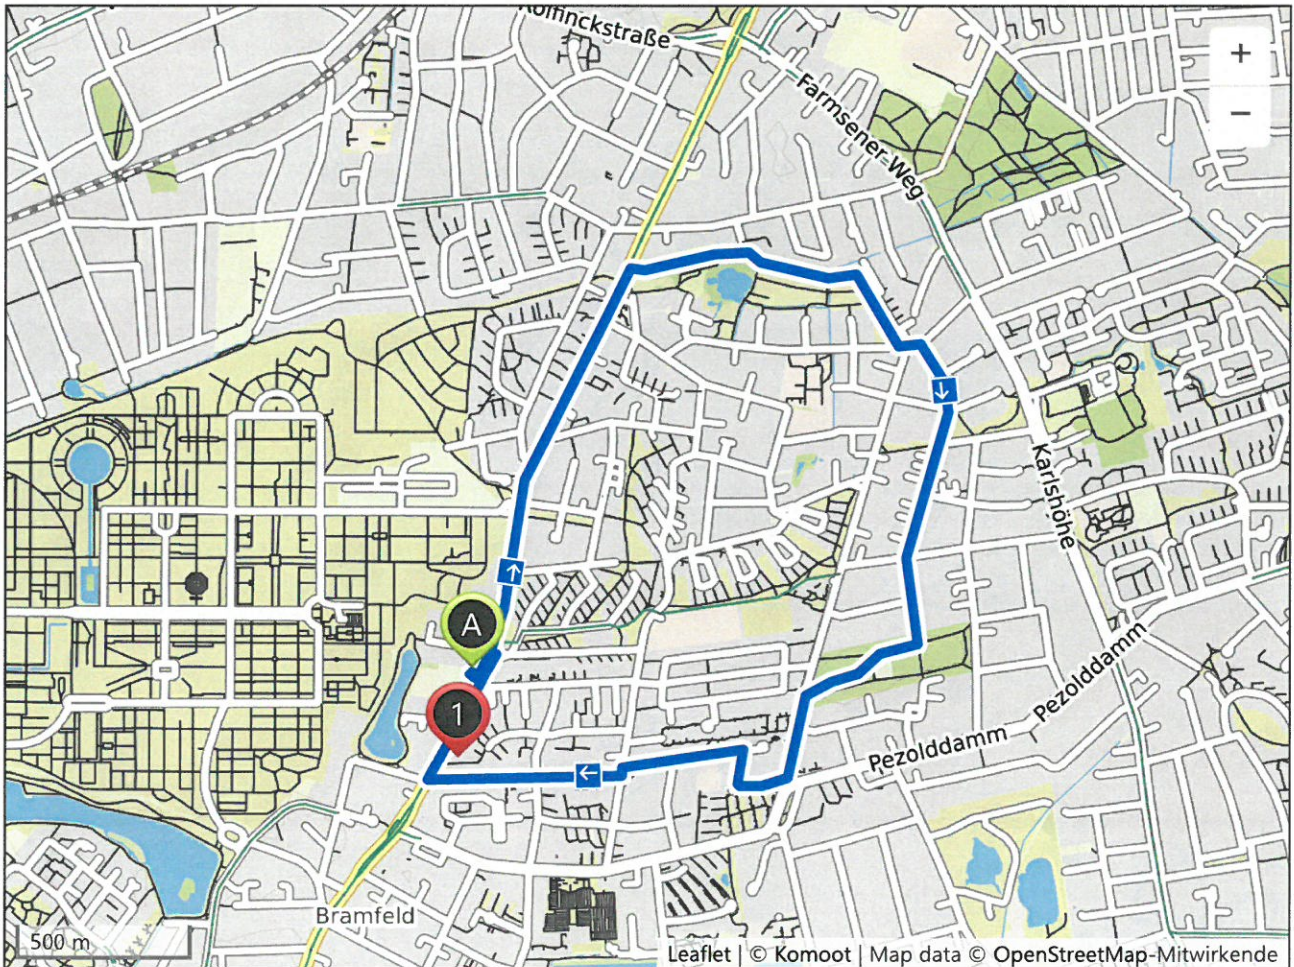 Rolfinckstraße
+
−
Farmsener-Weg
Karlshöhe
A
1
Pezolddamm
Pezolddamm
Bramfeld
500 m
Leaflet | © Komoot | Map data © OpenStreetMap-Mitwirkende